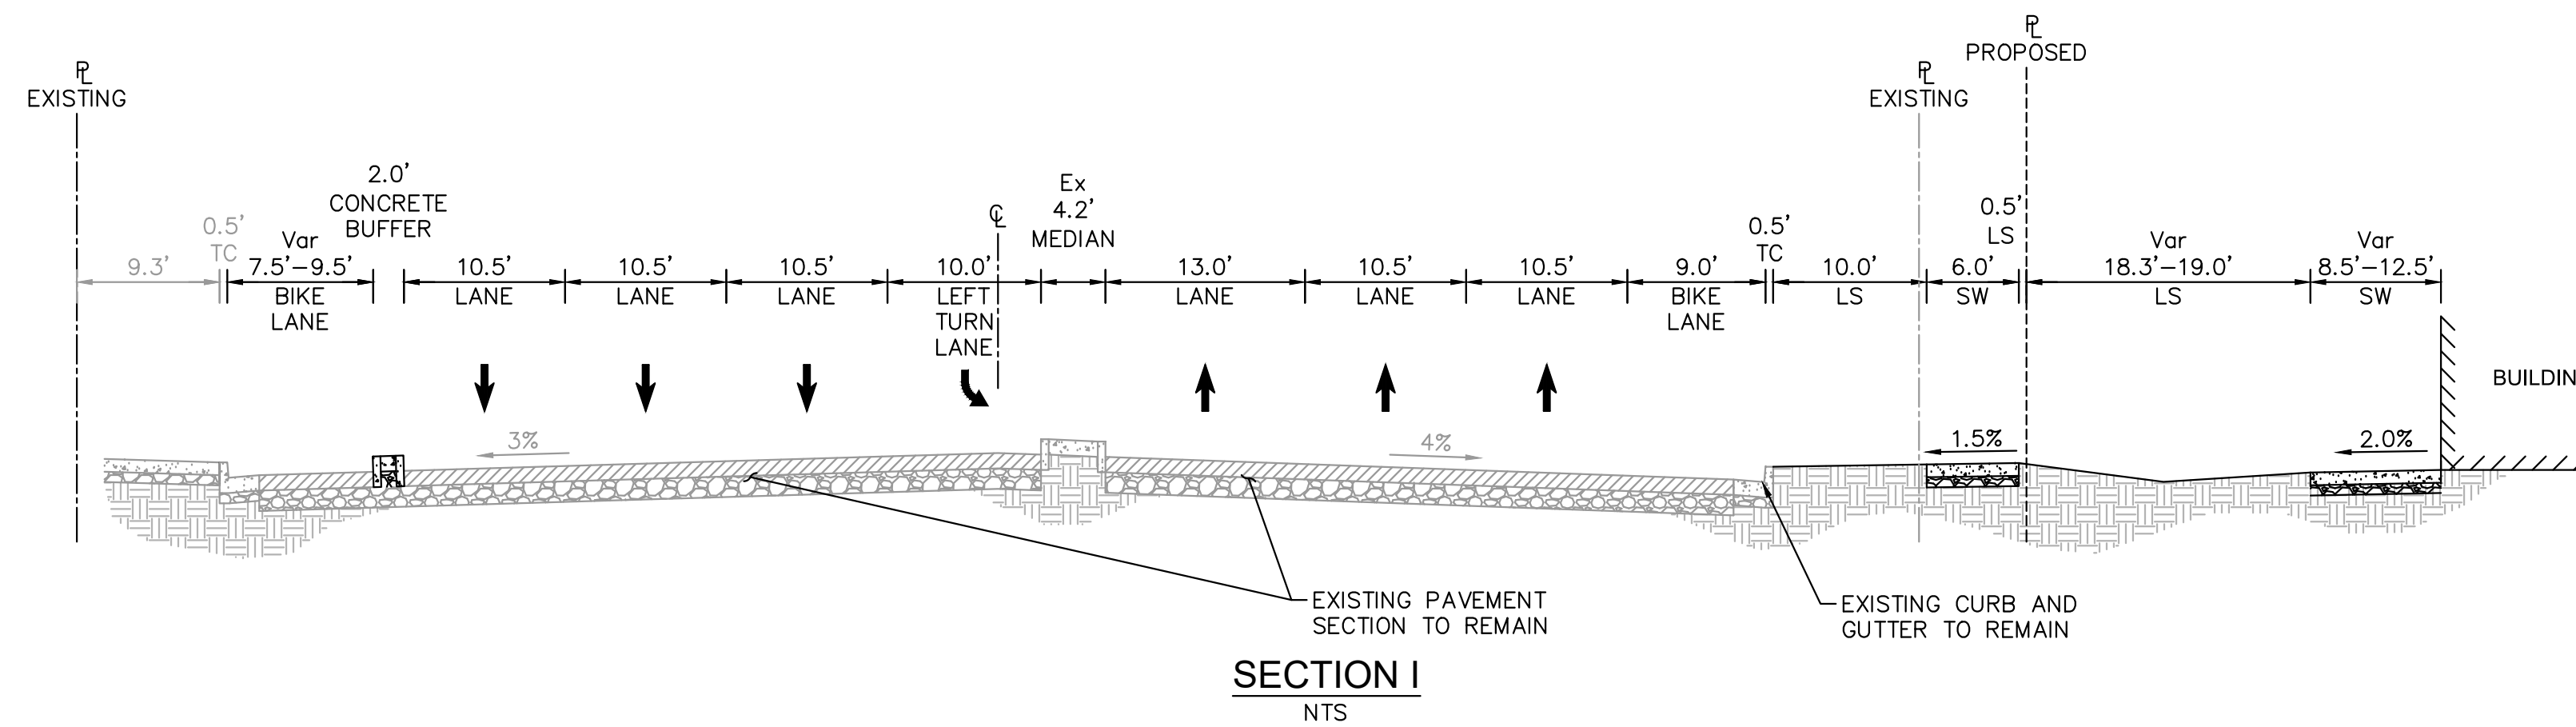 ℄ PROPOSED
℄ EXISTING
℄ EXISTING
2.0'
CONCRETE
BUFFER
Ex
4.2'
MEDIAN
℄
0.5'
LS
0.5'
TC
0.5'
TC
Var
Var
Var
9.3'
7.5'-9.5'
10.5'
10.5'
10.5'
10.0'
13.0'
10.5'
10.5'
9.0'
10.0'
6.0'
18.3'-19.0'
8.5'-12.5'
BIKE
LANE
LANE
LANE
LANE
LEFT
TURN
LANE
LANE
LANE
LANE
BIKE
LANE
LS
SW
LS
SW
BUILDIN
3%
4%
1.5%
2.0%
EXISTING PAVEMENT
SECTION TO REMAIN
EXISTING CURB AND
GUTTER TO REMAIN
SECTION I
NTS